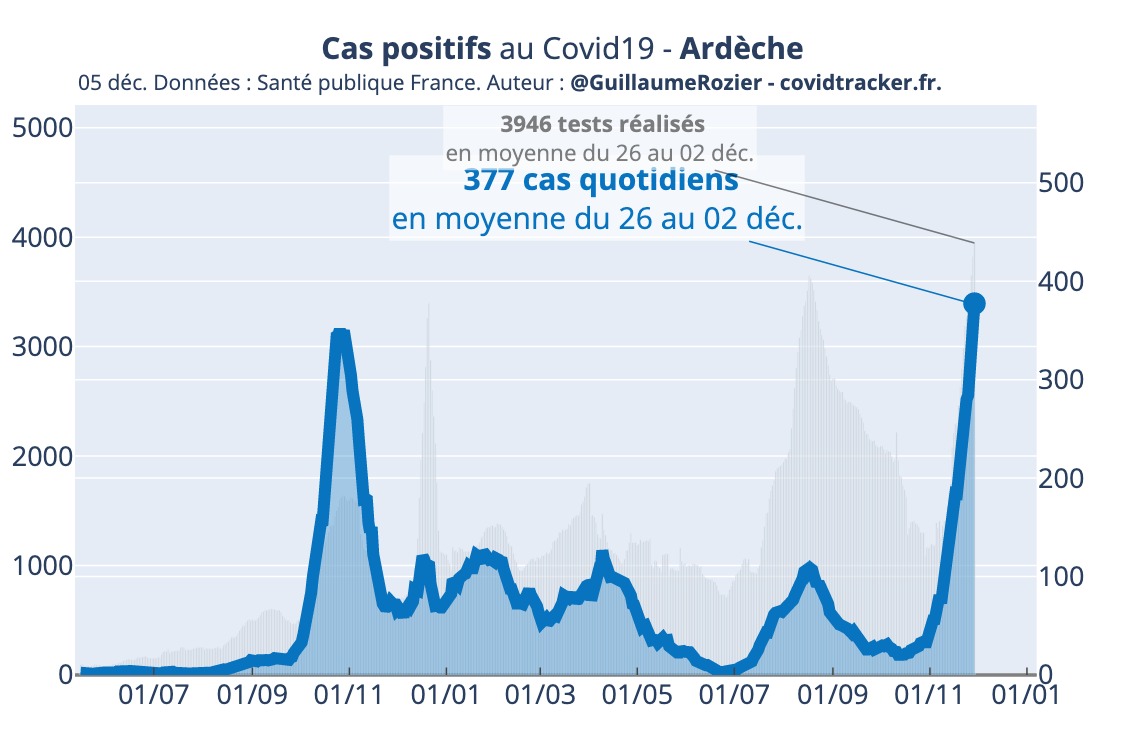 Cas positifs au Covid19 - Ardèche
05 déc. Données : Santé publique France. Auteur : @GuillaumeRozier - covidtracker.fr.
5000
3946 tests réalisés
en moyenne du 26 au 02 déc.
377 cas quotidiens
en moyenne du 26 au 02 déc.
500
4000
400
3000
300
2000
200
1000
100
0
0
01/07 01/09 01/11 01/01 01/03 01/05 01/07 01/09 01/11 01/01